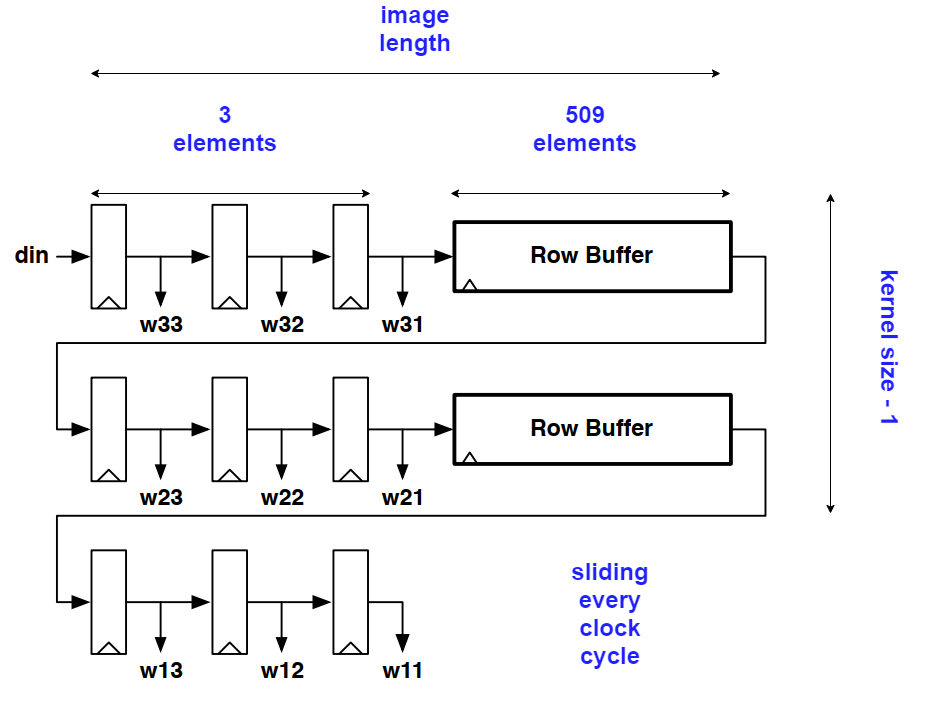 image
length
3
elements
509
elements
din
Row Buffer
w33
w32
w31
kernel size - 1
Row Buffer
w23
w22
w21
sliding
every
clock
cycle
w13
w12
w11